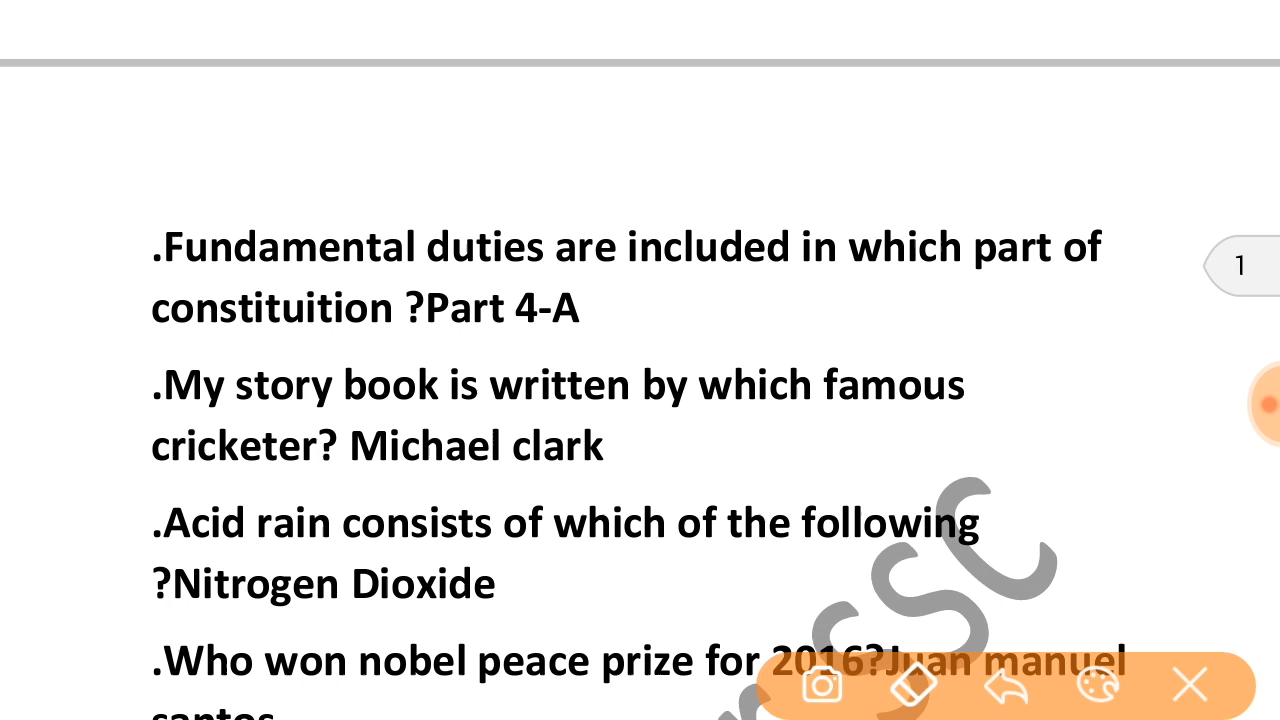 .Fundamental duties are included in which part of
constituition ?Part 4-A
1
.My story book is written by which famous
cricketer? Michael clark
.Acid rain consists of which of the following
?Nitrogen Dioxide
.Who won nobel peace prize for 2016?Juan manuel
santos
SSC